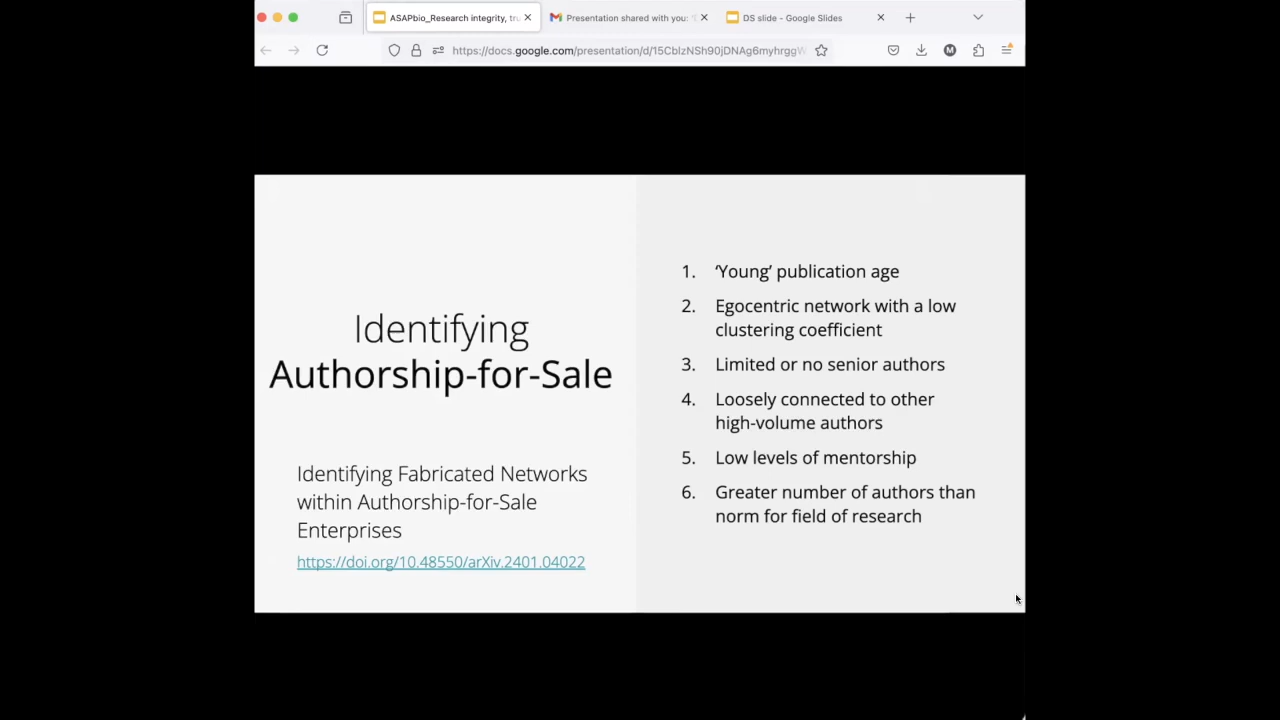 ASAPbio_Research integrity, tru
Presentation shared with you: "
DS slide - Google Slides
https://docs.google.com/presentation/d/15CbIzNSh90jDNAg6myhrggW
M
Identifying
Authorship-for-Sale
Identifying Fabricated Networks
within Authorship-for-Sale
Enterprises
https://doi.org/10.48550/arXiv.2401.04022
1. ‘Young’ publication age
2. Egocentric network with a low
clustering coefficient
3. Limited or no senior authors
4. Loosely connected to other
high-volume authors
5. Low levels of mentorship
6. Greater number of authors than
norm for field of research